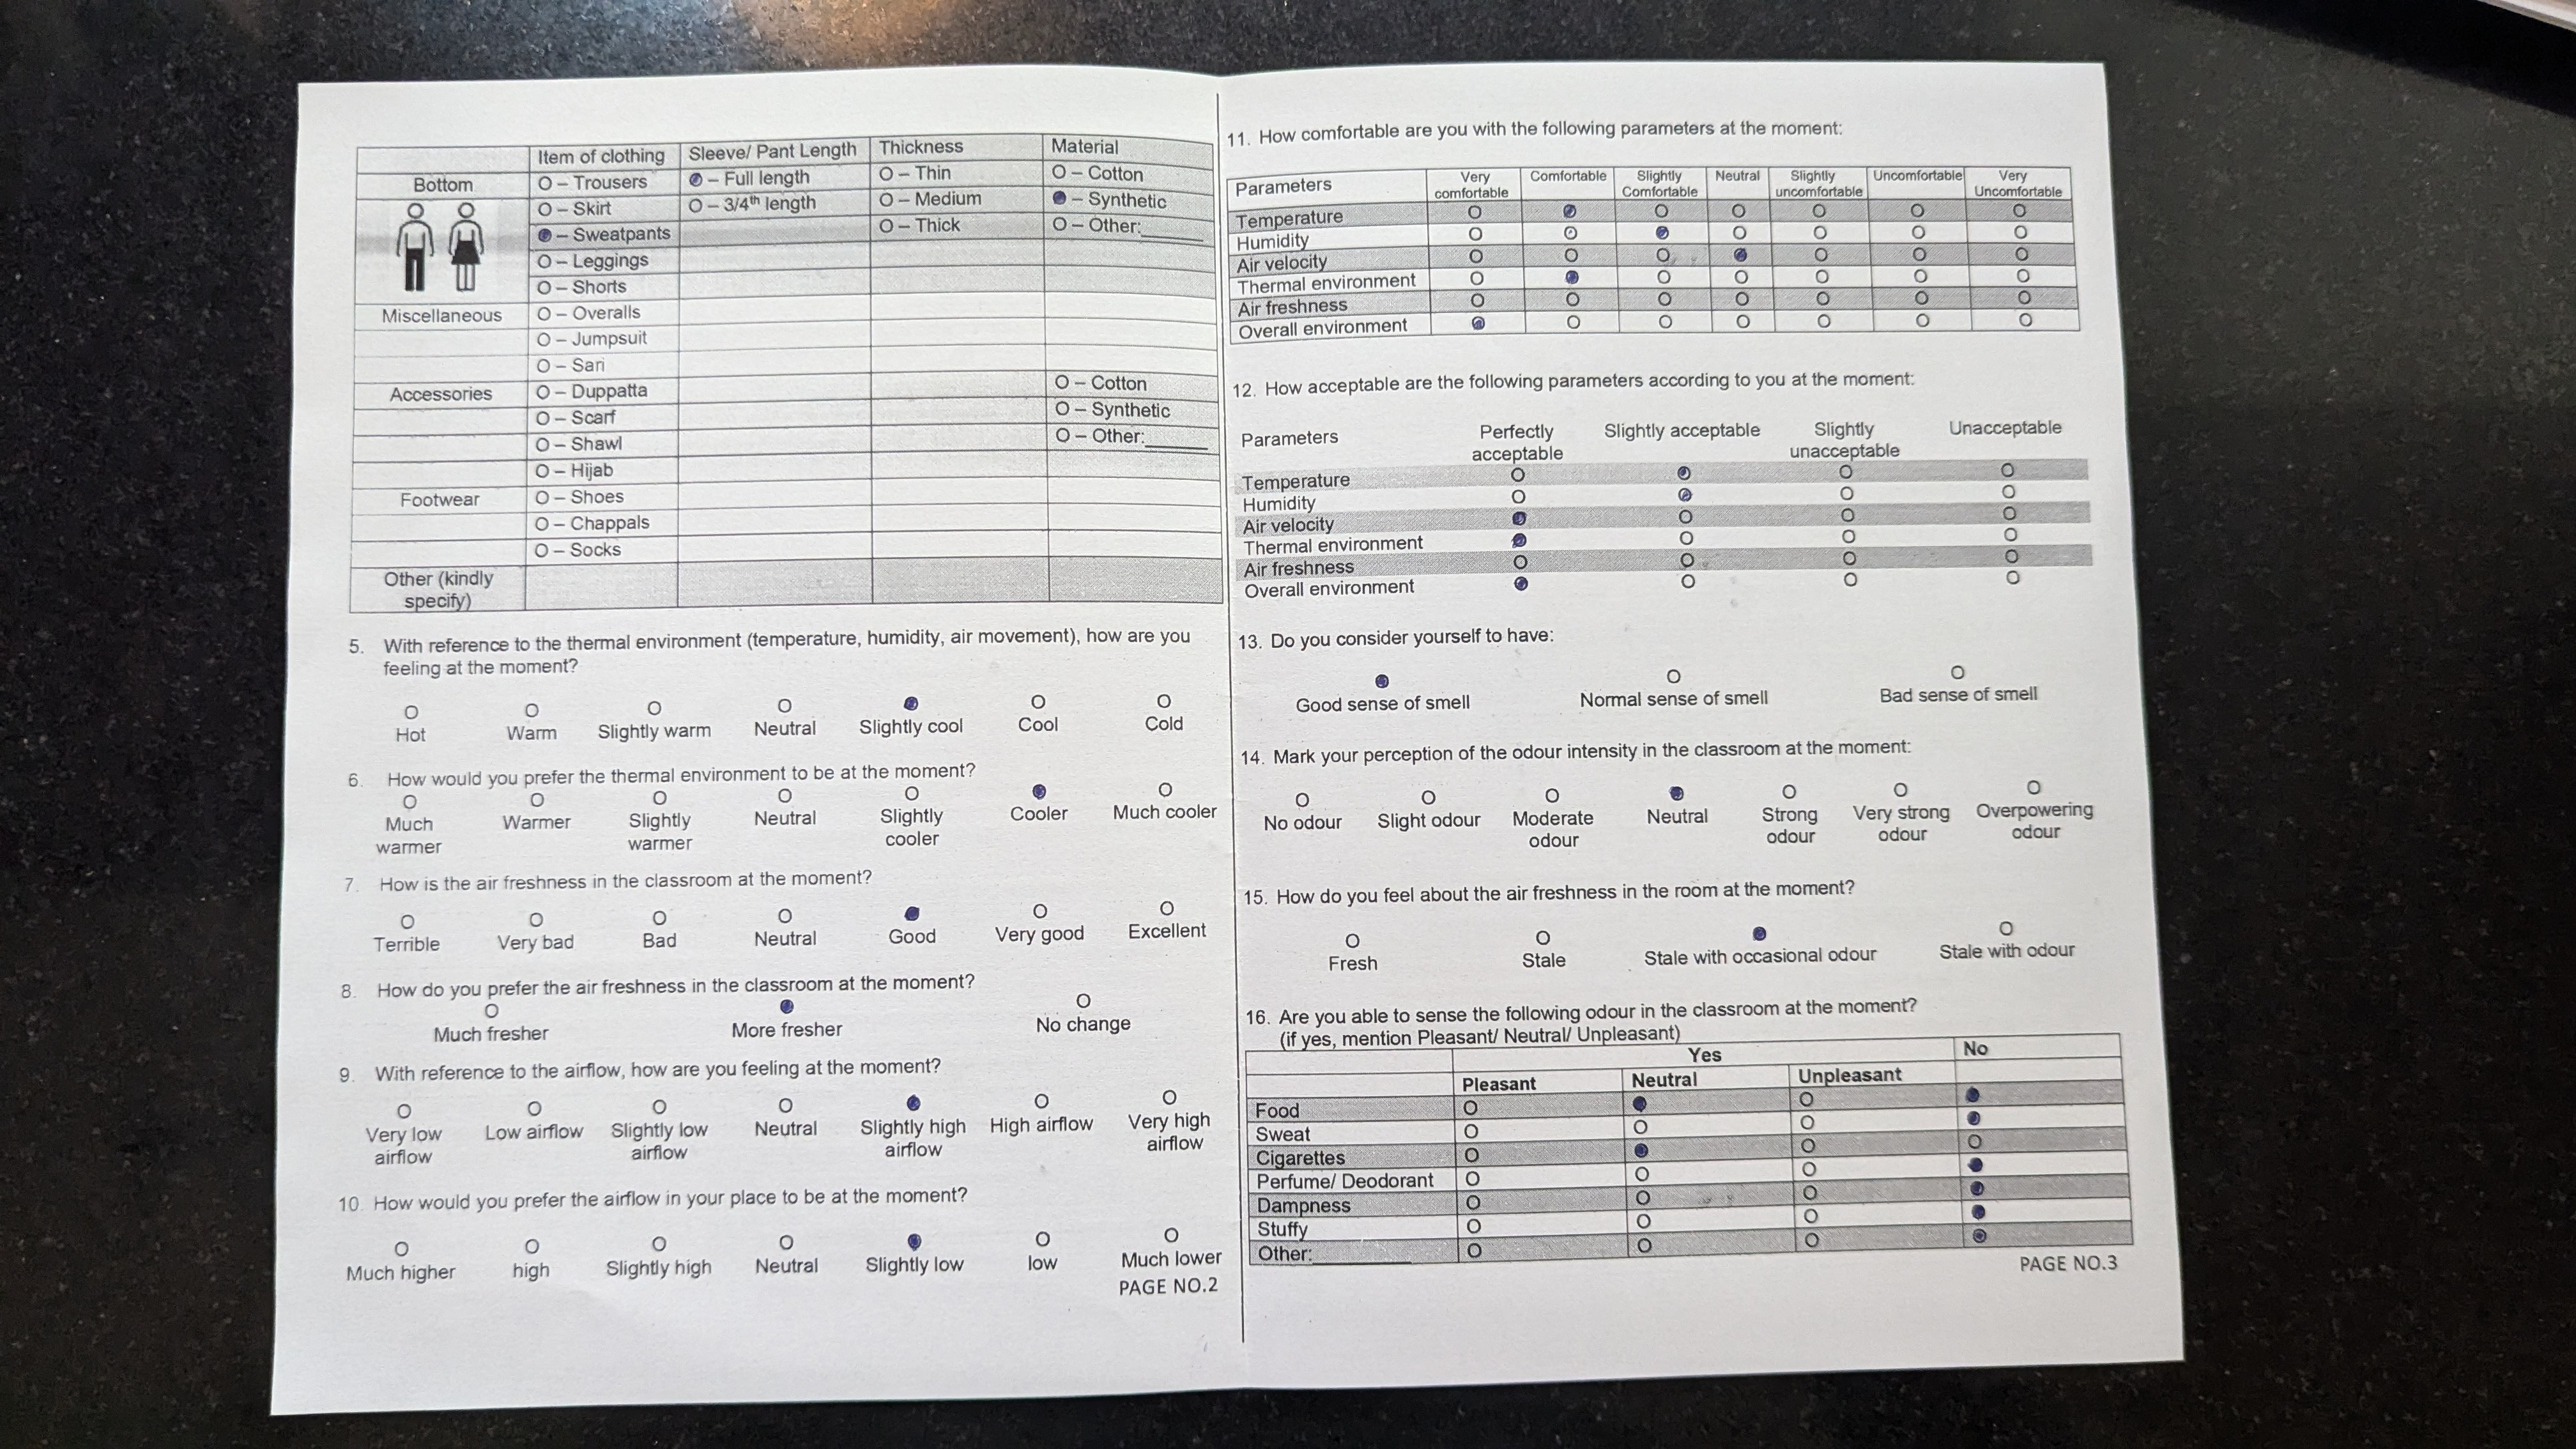 Item of clothing Sleeve/ Pant Length Thickness Material
Bottom O – Trousers O – Full length O – Thin O – Cotton
O – Skirt O – 3/4th length O – Medium O – Synthetic
O – Sweatpants O – Thick O – Other:______
O – Leggings
O – Shorts
Miscellaneous O – Overalls
O – Jumpsuit
O – Sari
Accessories O – Duppatta O – Cotton
O – Scarf O – Synthetic
O – Shawl O – Other:______
O – Hijab
Footwear O – Shoes
O – Chappals
O – Socks
Other (kindly
specify)
5. With reference to the thermal environment (temperature, humidity, air movement), how are you
feeling at the moment?
Hot Warm Slightly warm Neutral Slightly cool Cool Cold
6. How would you prefer the thermal environment to be at the moment?
Much warmer Warmer Slightly warmer Neutral Slightly cooler Cooler Much cooler
7. How is the air freshness in the classroom at the moment?
Terrible Very bad Bad Neutral Good Very good Excellent
8. How do you prefer the air freshness in the classroom at the moment?
Much fresher More fresher No change
9. With reference to the airflow, how are you feeling at the moment?
Very low airflow Low airflow Slightly low airflow Neutral Slightly high airflow High airflow Very high airflow
10. How would you prefer the airflow in your place to be at the moment?
Much higher high Slightly high Neutral Slightly low low Much lower
PAGE NO.2
11. How comfortable are you with the following parameters at the moment:
Parameters Very comfortable Comfortable Slightly Comfortable Neutral Slightly uncomfortable Uncomfortable Very Uncomfortable
Temperature
Humidity
Air velocity
Thermal environment
Air freshness
Overall environment
12. How acceptable are the following parameters according to you at the moment:
Parameters Perfectly acceptable Slightly acceptable Slightly unacceptable Unacceptable
Temperature
Humidity
Air velocity
Thermal environment
Air freshness
Overall environment
13. Do you consider yourself to have:
Good sense of smell Normal sense of smell Bad sense of smell
14. Mark your perception of the odour intensity in the classroom at the moment:
No odour Slight odour Moderate odour Neutral Strong odour Very strong odour Overpowering odour
15. How do you feel about the air freshness in the room at the moment?
Fresh Stale Stale with occasional odour Stale with odour
16. Are you able to sense the following odour in the classroom at the moment?
(if yes, mention Pleasant/ Neutral/ Unpleasant)
Yes No
Pleasant Neutral Unpleasant
Food
Sweat
Cigarettes
Perfume/ Deodorant
Dampness
Stuffy
Other:________
PAGE NO.3